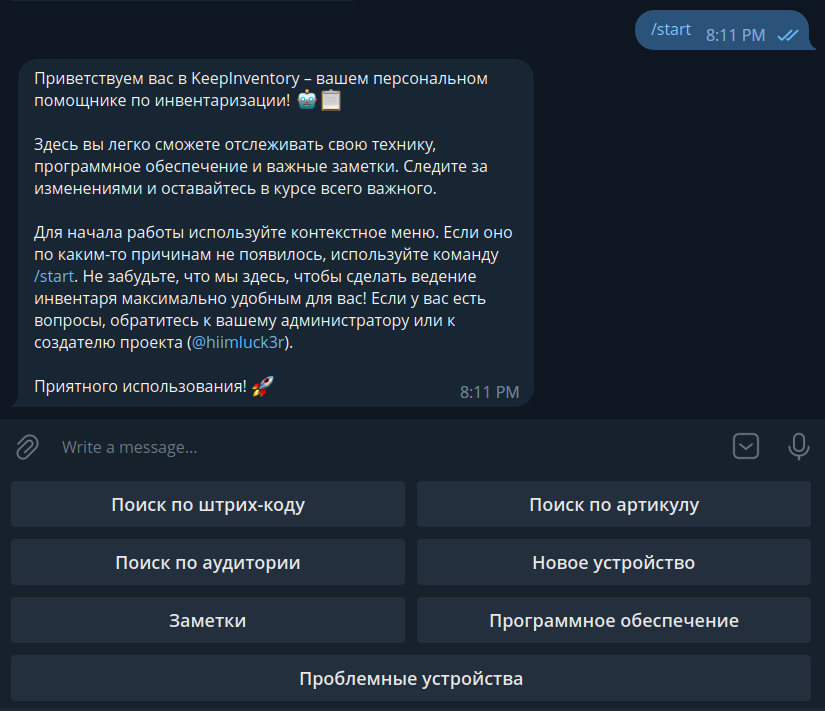 /start 8:11 PM
Приветствуем вас в KeepInventory – вашем персональном
помощнике по инвентаризации! 🤖📋
Здесь вы легко сможете отслеживать свою технику,
программное обеспечение и важные заметки. Следите за
изменениями и оставайтесь в курсе всего важного.
Для начала работы используйте контекстное меню. Если оно
по каким-то причинам не появилось, используйте команду
/start. Не забудьте, что мы здесь, чтобы сделать ведение
инвентаря максимально удобным для вас! Если у вас есть
вопросы, обратитесь к вашему администратору или к
создателю проекта (@hiimluck3r).
Приятного использования! 🚀
8:11 PM
Write a message...
Поиск по штрих-коду
Поиск по артикулу
Поиск по аудитории
Новое устройство
Заметки
Программное обеспечение
Проблемные устройства